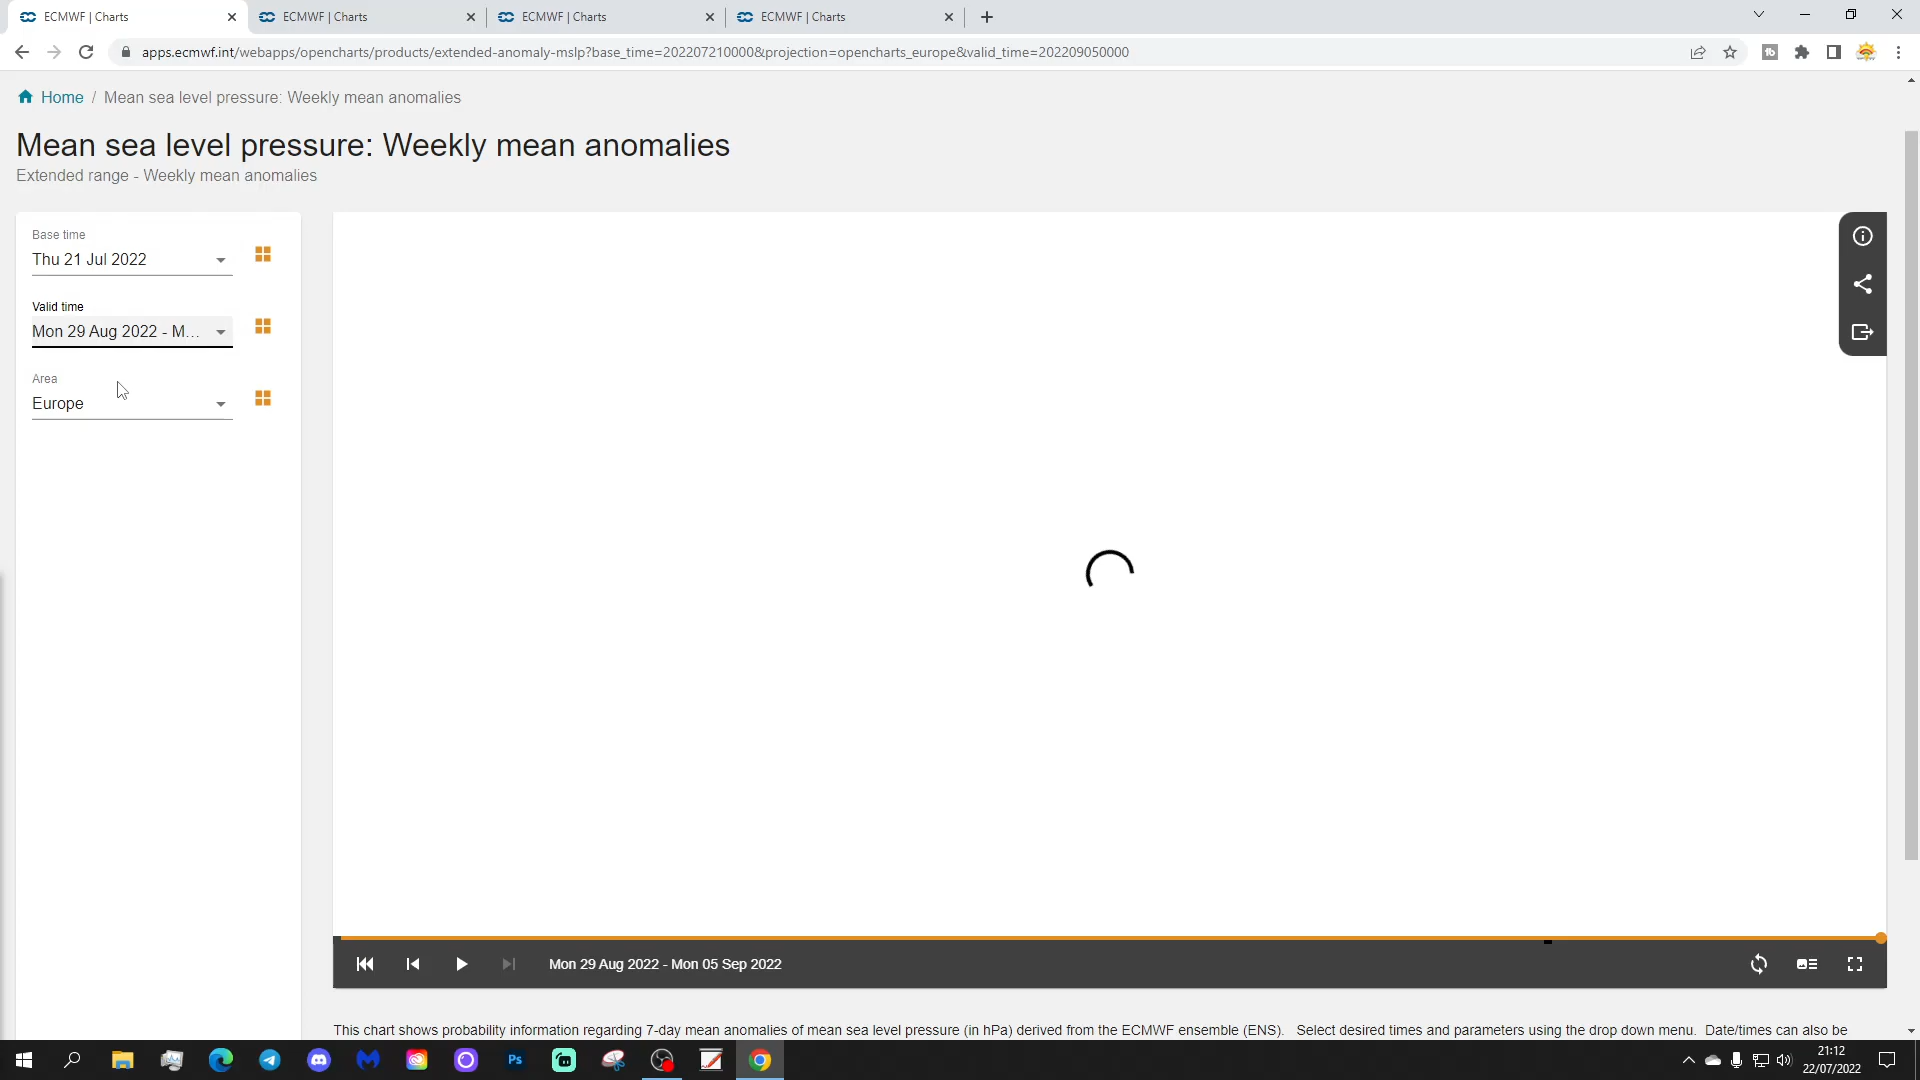 ECMWF | Charts
ECMWF | Charts
ECMWF | Charts
ECMWF | Charts
apps.ecmwf.int/webapps/opencharts/products/extended-anomaly-mslp?base_time=202207210000&projection=opencharts_europe&valid_time=202209050000
Home / Mean sea level pressure: Weekly mean anomalies
Mean sea level pressure: Weekly mean anomalies
Extended range - Weekly mean anomalies
Base time
Thu 21 Jul 2022
Valid time
Mon 29 Aug 2022 - M...
Area
Europe
Mon 29 Aug 2022 - Mon 05 Sep 2022
This chart shows probability information regarding 7-day mean anomalies of mean sea level pressure (in hPa) derived from the ECMWF ensemble (ENS). Select desired times and parameters using the drop down menu. Date/times can also be
Ps
21:12
22/07/2022